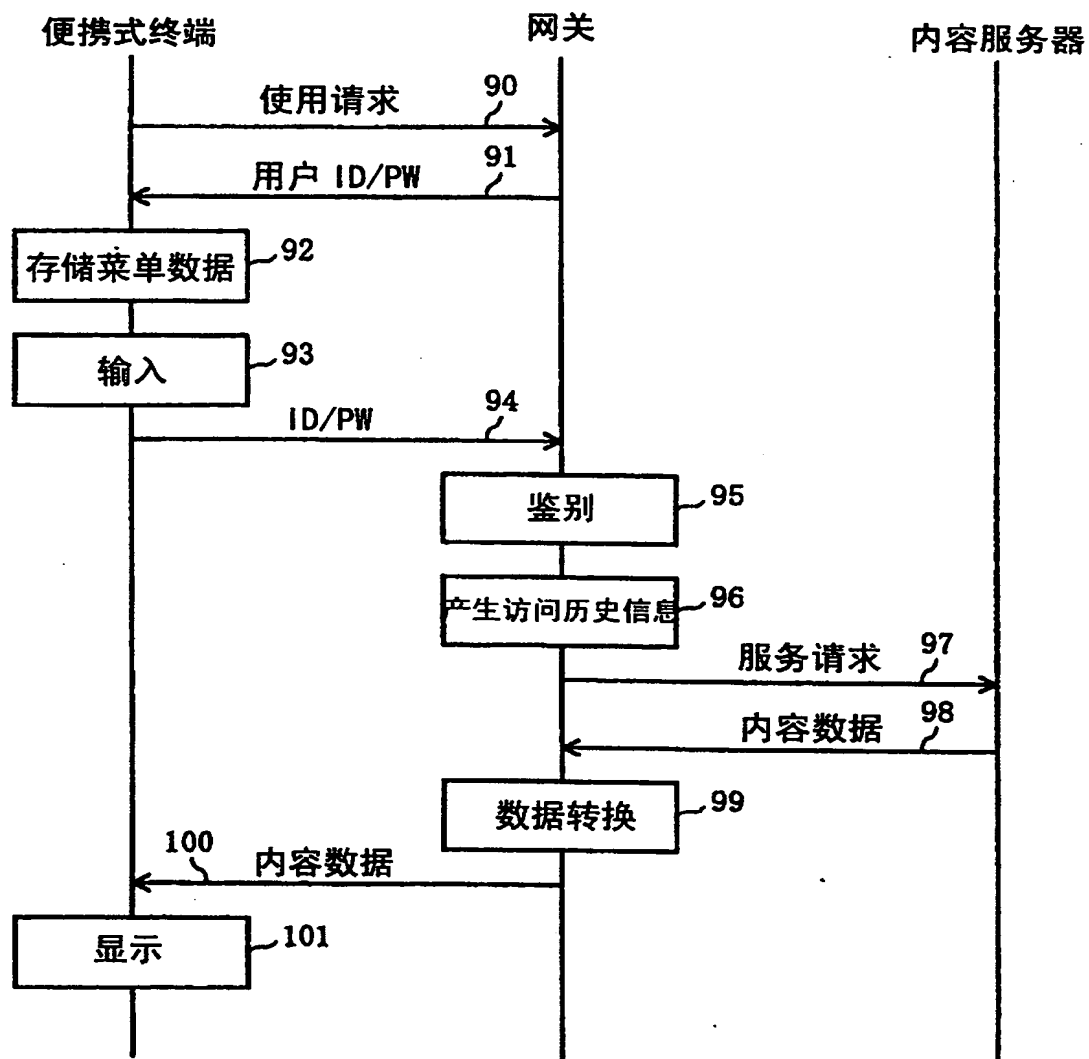 便携式终端
网关
内容服务器
使用请求
90
用户 ID/PW
91
存储菜单数据
92
输入
93
ID/PW
94
鉴别
95
产生访问历史信息
96
服务请求
97
内容数据
98
数据转换
99
100
内容数据
显示
101